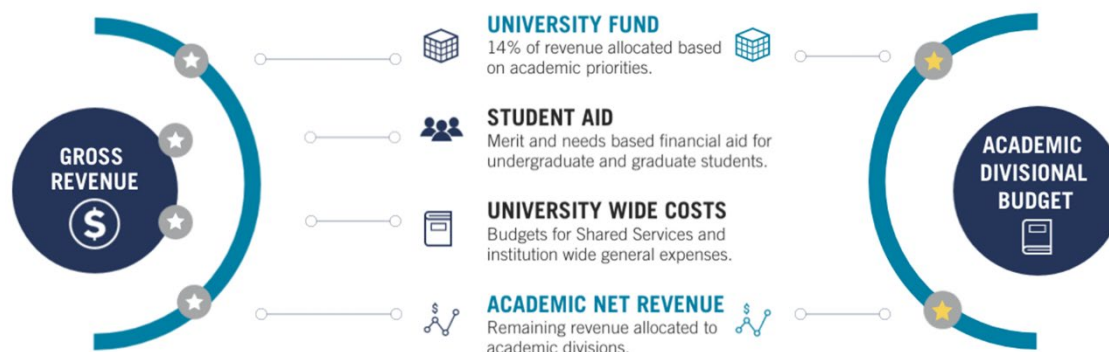 UNIVERSITY FUND
14% of revenue allocated based
on academic priorities.
STUDENT AID
Merit and needs based financial aid for
undergraduate and graduate students.
GROSS
REVENUE
$
ACADEMIC
DIVISIONAL
BUDGET
UNIVERSITY WIDE COSTS
Budgets for Shared Services and
institution wide general expenses.
$ ACADEMIC NET REVENUE $
Remaining revenue allocated to
academic divisions.